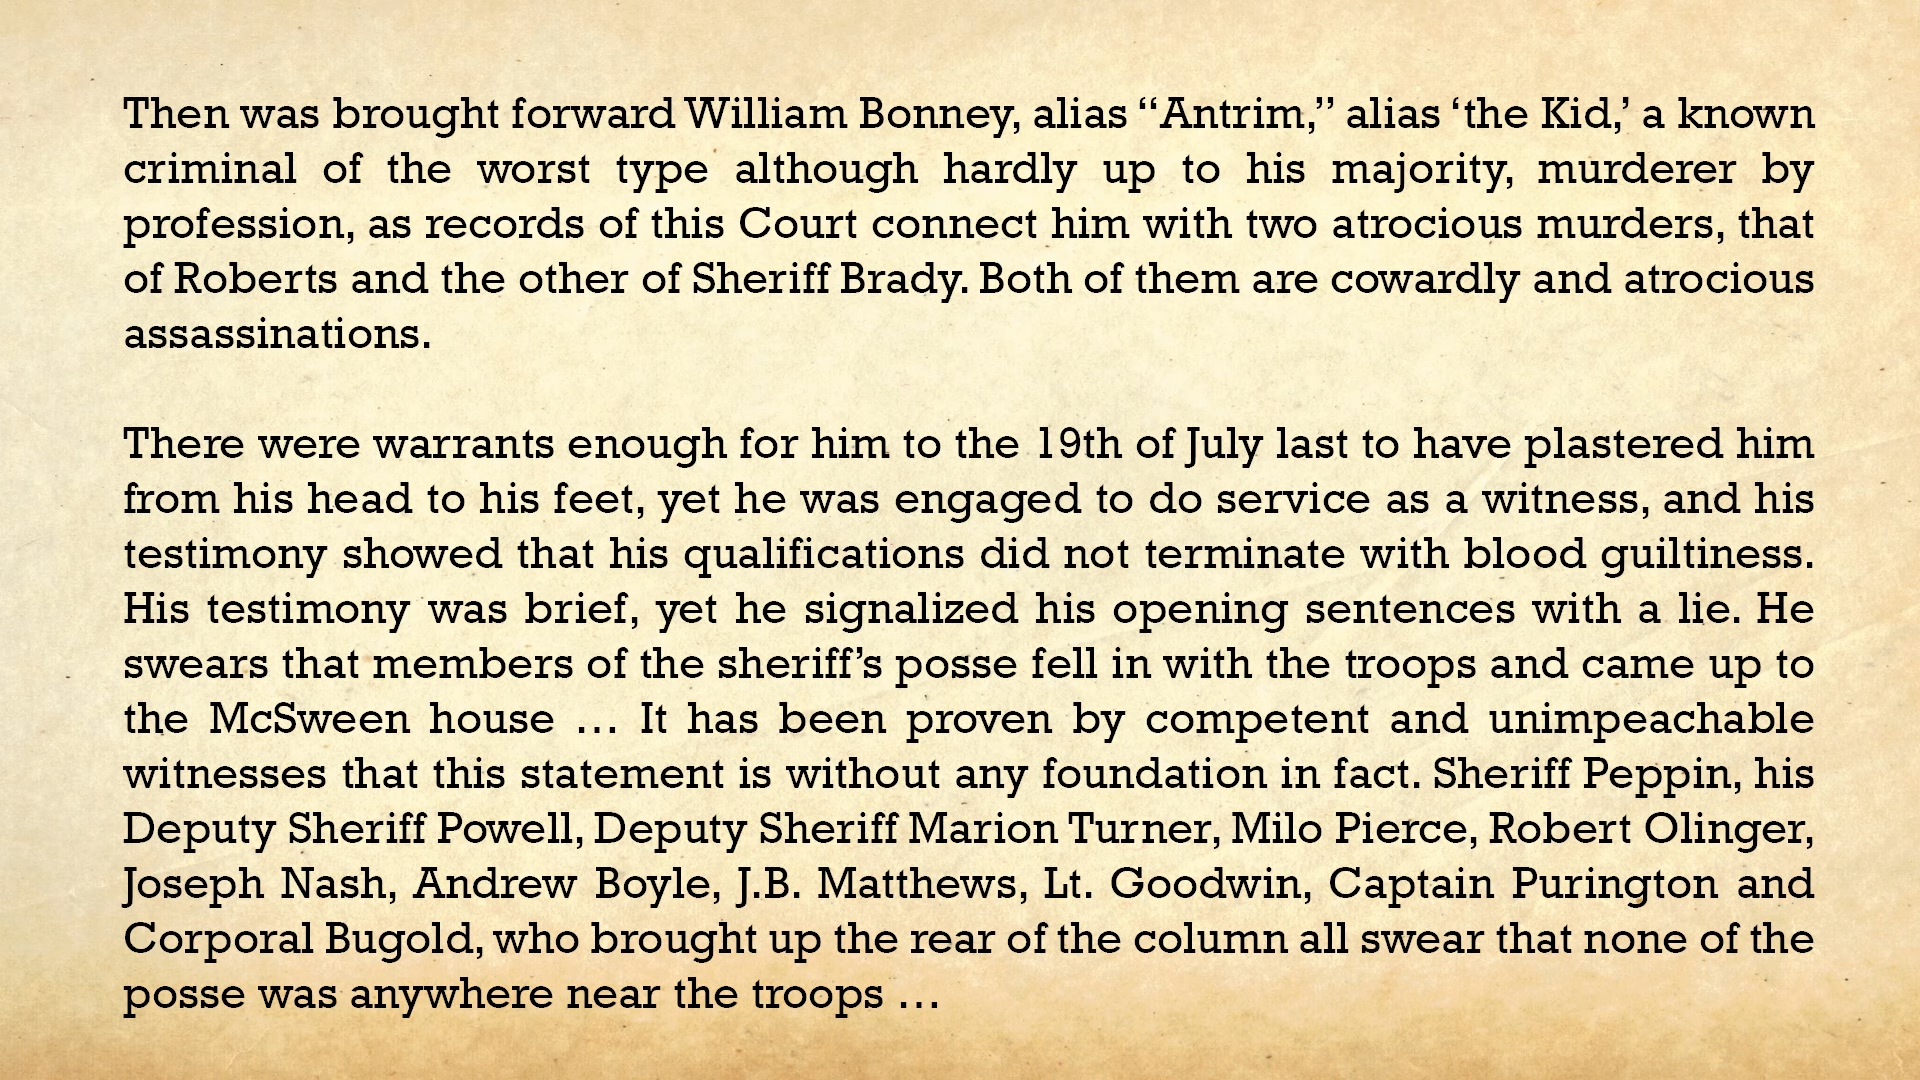 Then was brought forward William Bonney, alias “Antrim,” alias ‘the Kid,’ a known
criminal of the worst type although hardly up to his majority, murderer by
profession, as records of this Court connect him with two atrocious murders, that
of Roberts and the other of Sheriff Brady. Both of them are cowardly and atrocious
assassinations.
There were warrants enough for him to the 19th of July last to have plastered him
from his head to his feet, yet he was engaged to do service as a witness, and his
testimony showed that his qualifications did not terminate with blood guiltiness.
His testimony was brief, yet he signalized his opening sentences with a lie. He
swears that members of the sheriff’s posse fell in with the troops and came up to
the McSween house … It has been proven by competent and unimpeachable
witnesses that this statement is without any foundation in fact. Sheriff Peppin, his
Deputy Sheriff Powell, Deputy Sheriff Marion Turner, Milo Pierce, Robert Olinger,
Joseph Nash, Andrew Boyle, J.B. Matthews, Lt. Goodwin, Captain Purington and
Corporal Bugold, who brought up the rear of the column all swear that none of the
posse was anywhere near the troops …